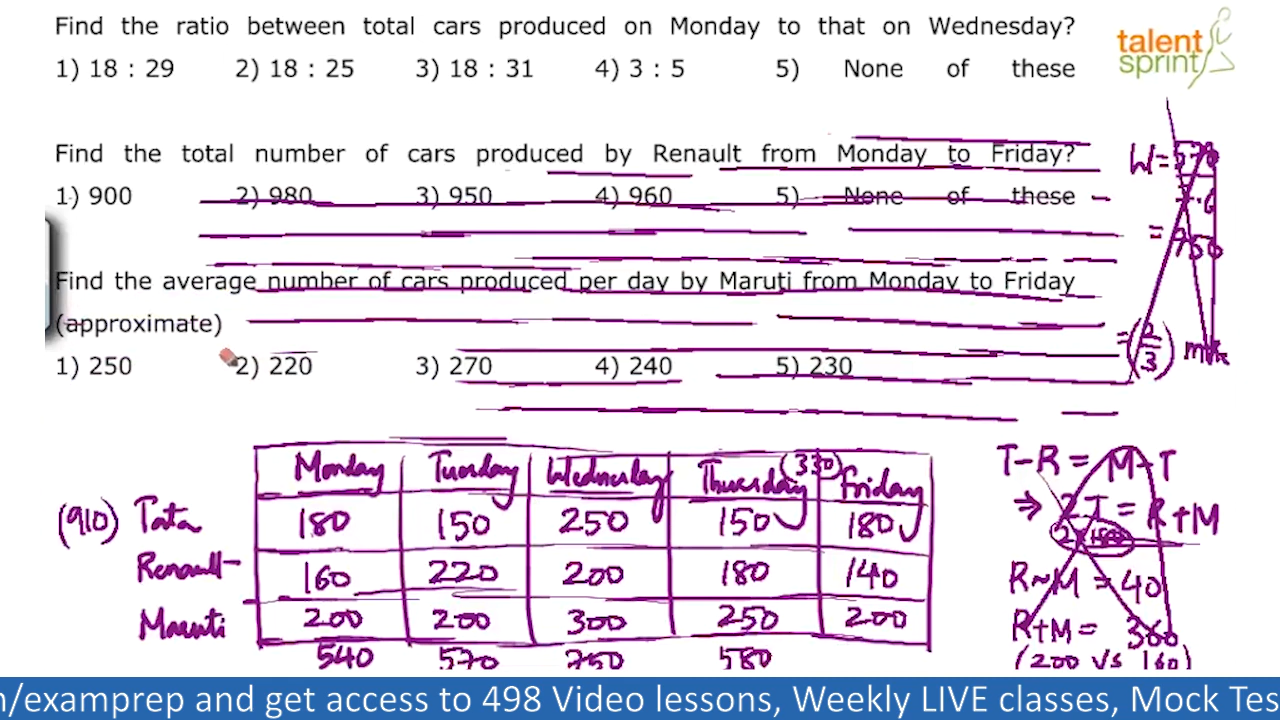 Find the ratio between total cars produced on Monday to that on Wednesday?
1) 18 : 29 2) 18 : 25 3) 18 : 31 4) 3 : 5 5) None of these
talent
sprint
Find the total number of cars produced by Renault from Monday to Friday?
W = 570
1) 900 2) 980 3) 950 4) 960 5) None of these
= 950
Find the average number of cars produced per day by Maruti from Monday to Friday
(approximate)
1) 250 2) 220 3) 270 4) 240 5) 230
Monday Tuesday Wednesday Thursday (330) Friday
T-R = M-T
(910) Tata 180 150 250 150 180
⇒ 2T = R+M
Renault 160 220 200 180 140
R~M = 40
Maruti 200 200 300 250 200
R+M = 360
540 570 750 580
(200 vs 160)
n/examprep and get access to 498 Video lessons, Weekly LIVE classes, Mock Tes